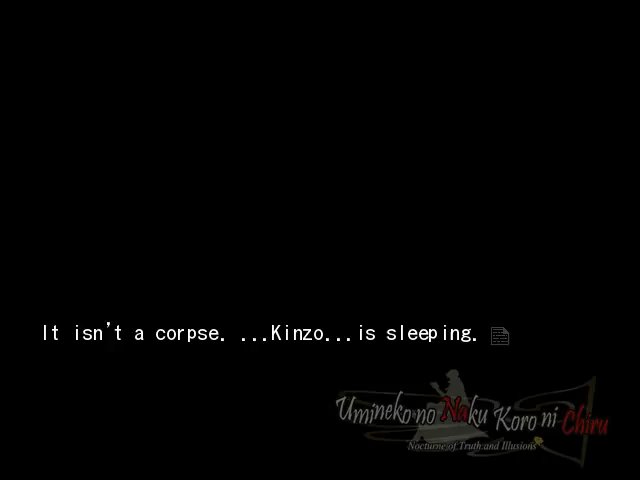 It isn't a corpse. ...Kinzo...is sleeping.
Umineko no Naku Koro ni Chiru
Nocturne of Truth and Illusions